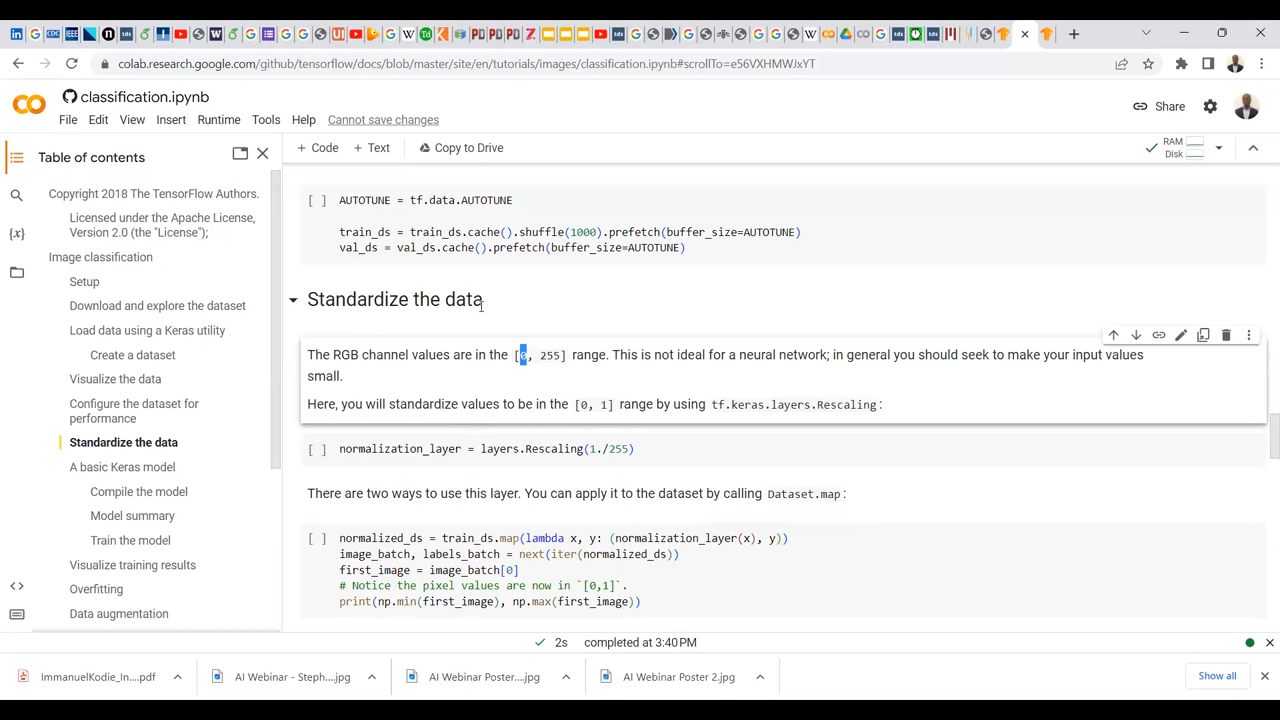 colab.research.google.com/github/tensorflow/docs/blob/master/site/en/tutorials/images/classification.ipynb#scrollTo=e56VXHMWJxYT
classification.ipynb
Share
File Edit View Insert Runtime Tools Help Cannot save changes
Table of contents
+ Code + Text Copy to Drive
RAM
Disk
Copyright 2018 The TensorFlow Authors.
Licensed under the Apache License,
Version 2.0 (the "License");
Image classification
Setup
Download and explore the dataset
Load data using a Keras utility
Create a dataset
Visualize the data
Configure the dataset for
performance
Standardize the data
A basic Keras model
Compile the model
Model summary
Train the model
Visualize training results
Overfitting
Data augmentation
[ ] AUTOTUNE = tf.data.AUTOTUNE
train_ds = train_ds.cache().shuffle(1000).prefetch(buffer_size=AUTOTUNE)
val_ds = val_ds.cache().prefetch(buffer_size=AUTOTUNE)
Standardize the data
The RGB channel values are in the [0, 255] range. This is not ideal for a neural network; in general you should seek to make your input values
small.
Here, you will standardize values to be in the [0, 1] range by using tf.keras.layers.Rescaling:
[ ] normalization_layer = layers.Rescaling(1./255)
There are two ways to use this layer. You can apply it to the dataset by calling Dataset.map:
[ ] normalized_ds = train_ds.map(lambda x, y: (normalization_layer(x), y))
image_batch, labels_batch = next(iter(normalized_ds))
first_image = image_batch[0]
# Notice the pixel values are now in `[0,1]`.
print(np.min(first_image), np.max(first_image))
2s completed at 3:40 PM
ImmanuelKodie_In....pdf
AI Webinar - Steph....jpg
AI Webinar Poster....jpg
AI Webinar Poster 2.jpg
Show all